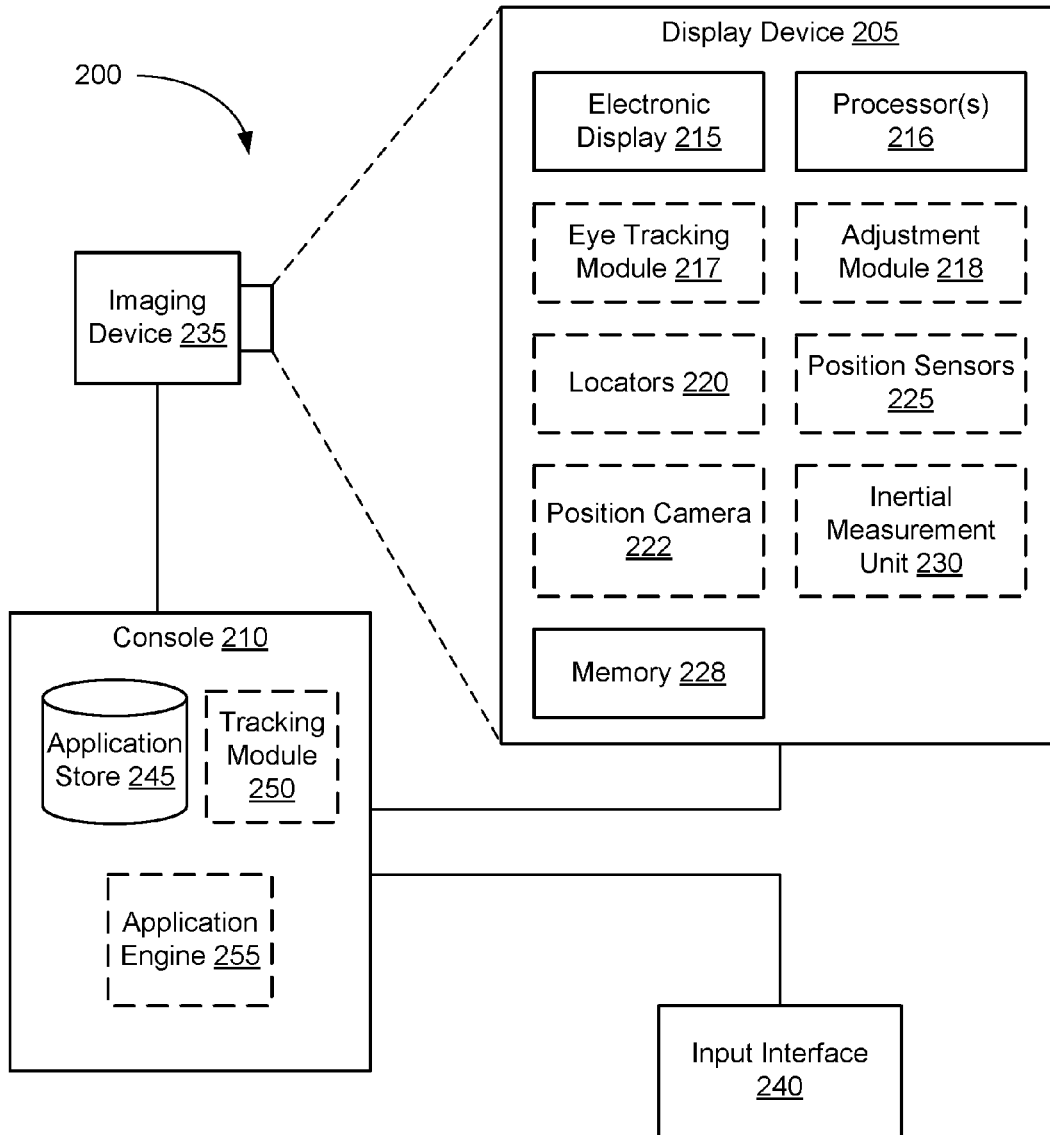 200
Display Device 205
Electronic
Display 215
Processor(s)
216
Eye Tracking
Module 217
Adjustment
Module 218
Imaging
Device 235
Locators 220
Position Sensors
225
Position Camera
222
Inertial
Measurement
Unit 230
Memory 228
Console 210
Application
Store 245
Tracking
Module
250
Application
Engine 255
Input Interface
240